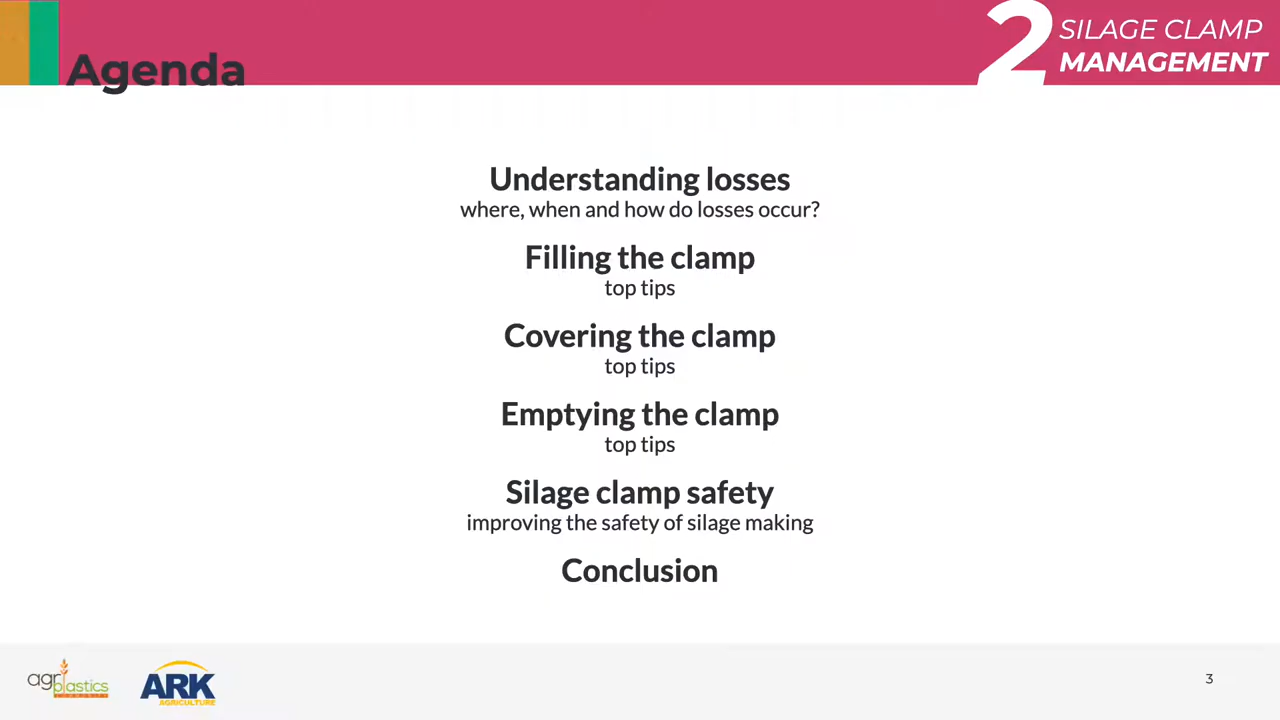 Agenda
2 SILAGE CLAMP
MANAGEMENT
Understanding losses
where, when and how do losses occur?
Filling the clamp
top tips
Covering the clamp
top tips
Emptying the clamp
top tips
Silage clamp safety
improving the safety of silage making
Conclusion
agriplastics
COMMUNITY
ARK
AGRICULTURE
3